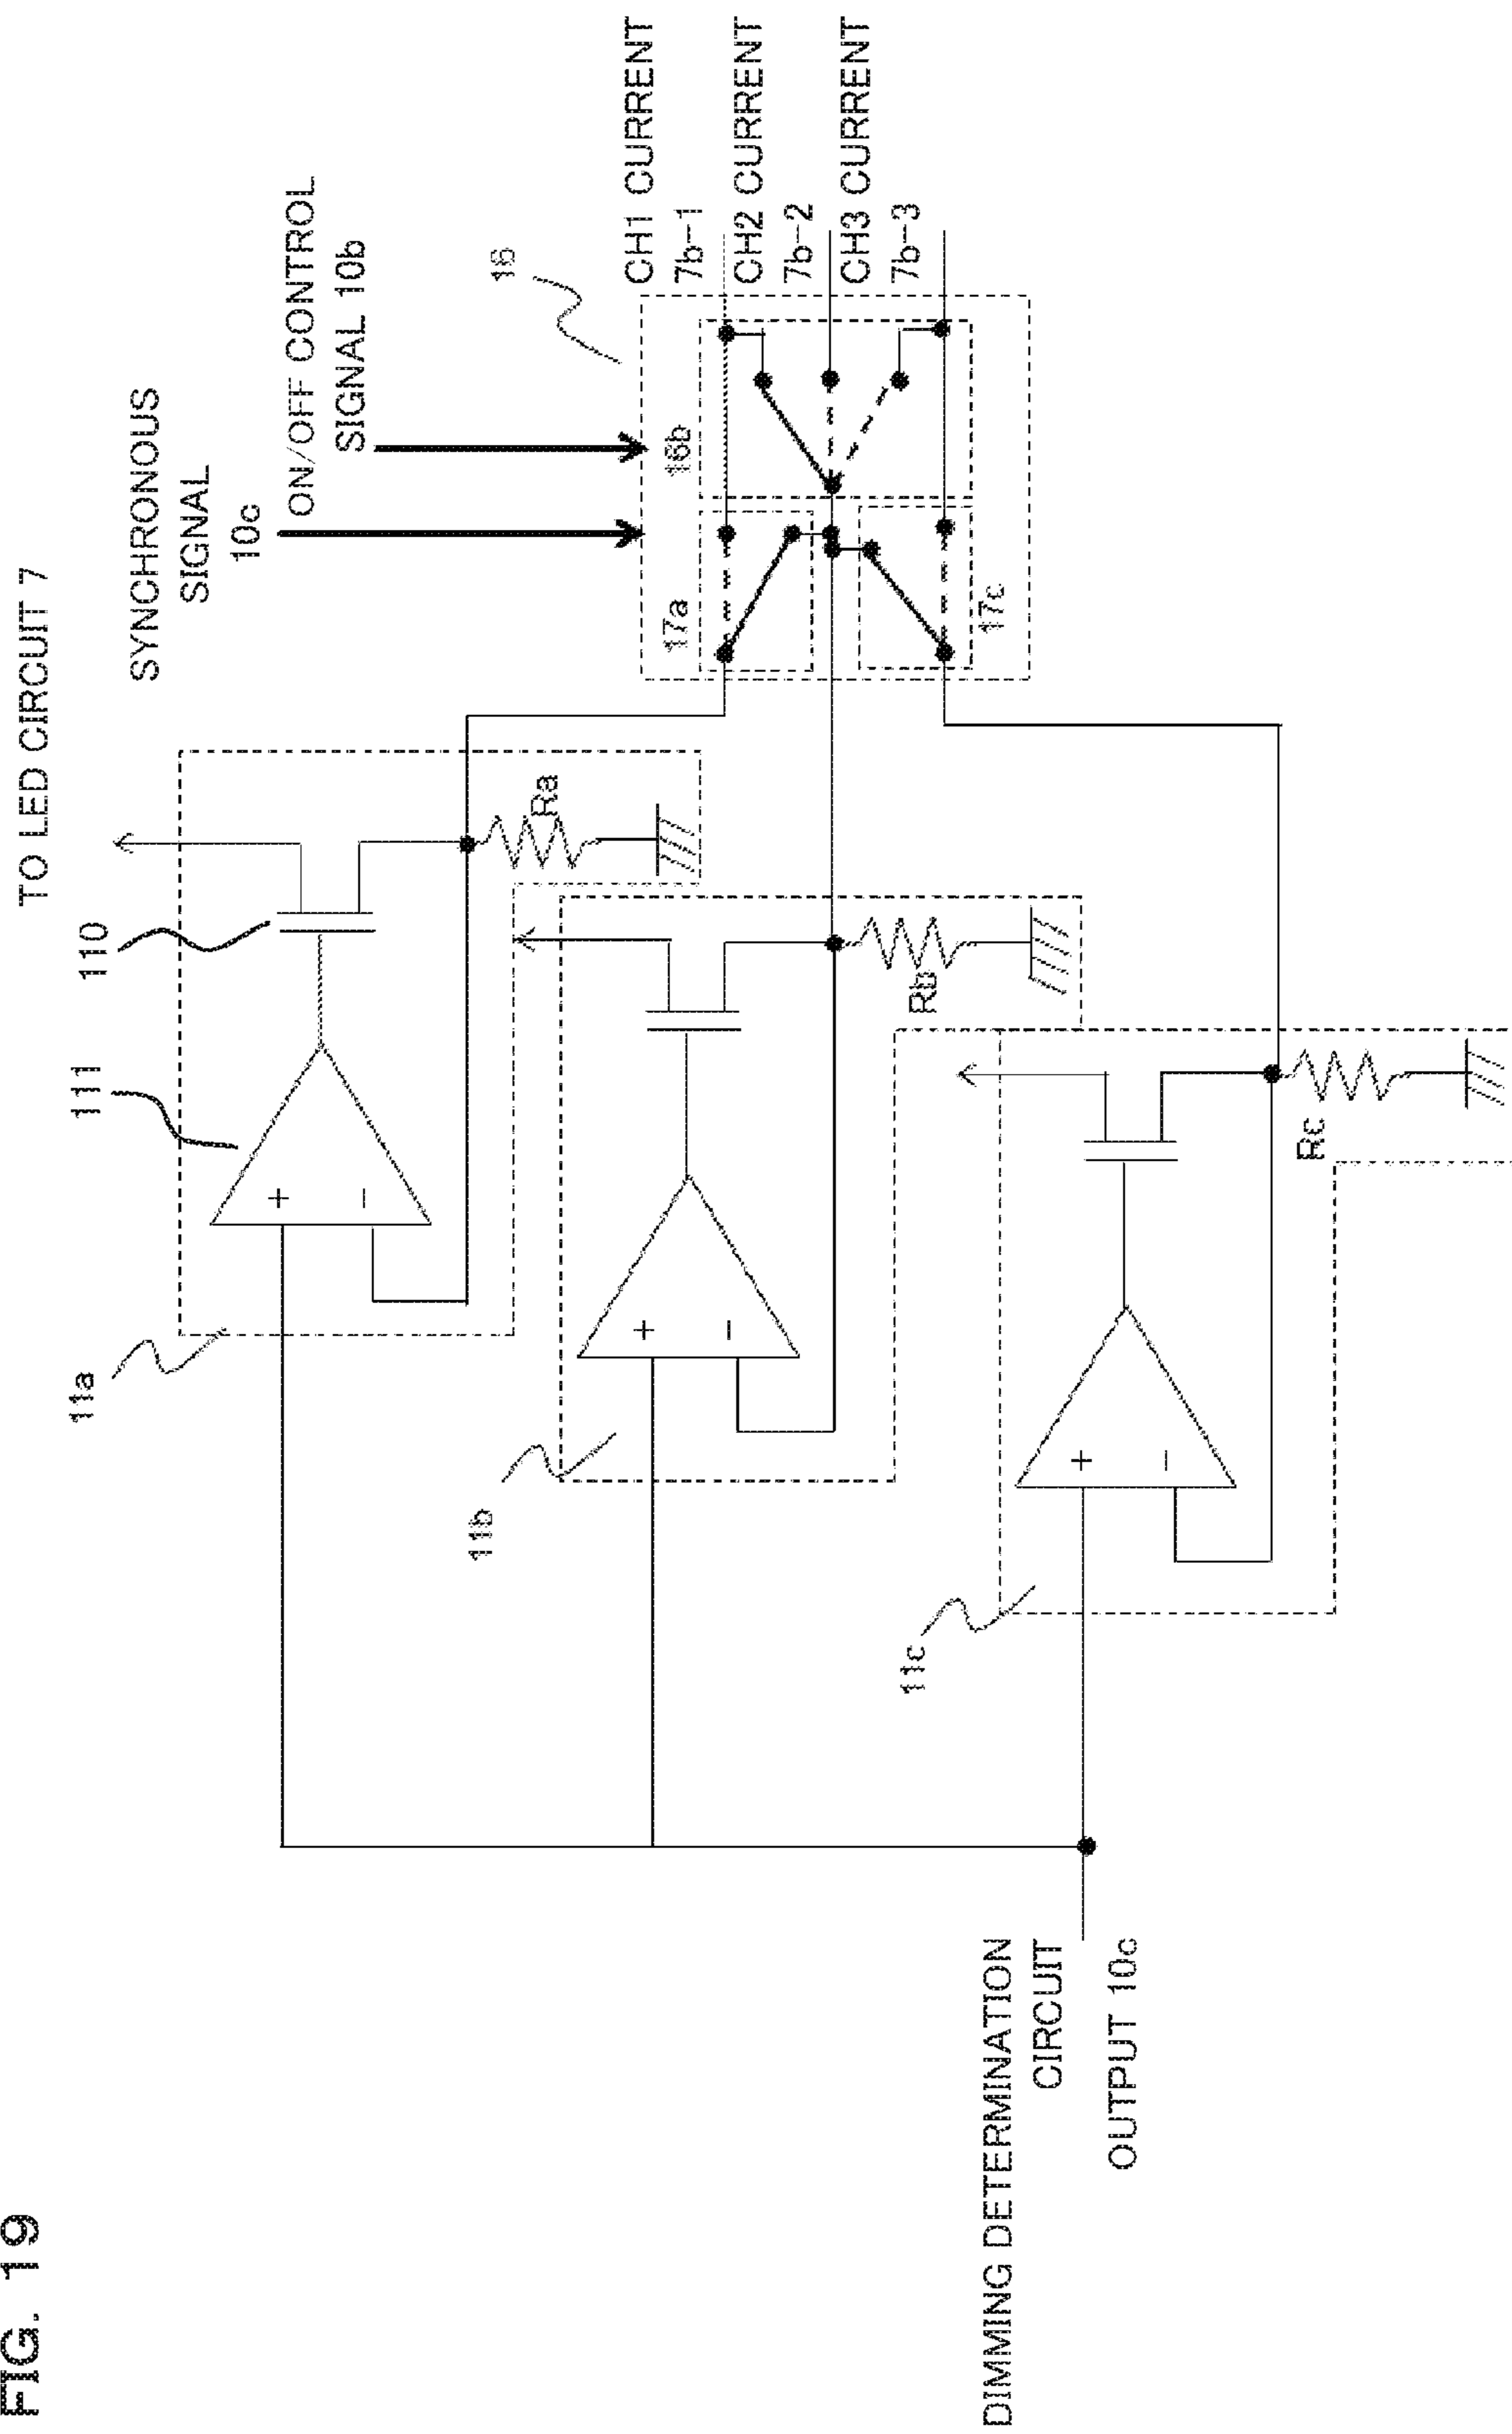 FIG. 19
TO LED CIRCUIT 7
SYNCHRONOUS
SIGNAL
10c
ON/OFF CONTROL
SIGNAL 10b
16
CH1 CURRENT
7b-1
CH2 CURRENT
7b-2
CH3 CURRENT
7b-3
110
111
11a
+
−
Ra
17a
16b
17c
11b
+
−
Rb
11c
+
−
Rc
DIMMING DETERMINATION
CIRCUIT
OUTPUT 10c